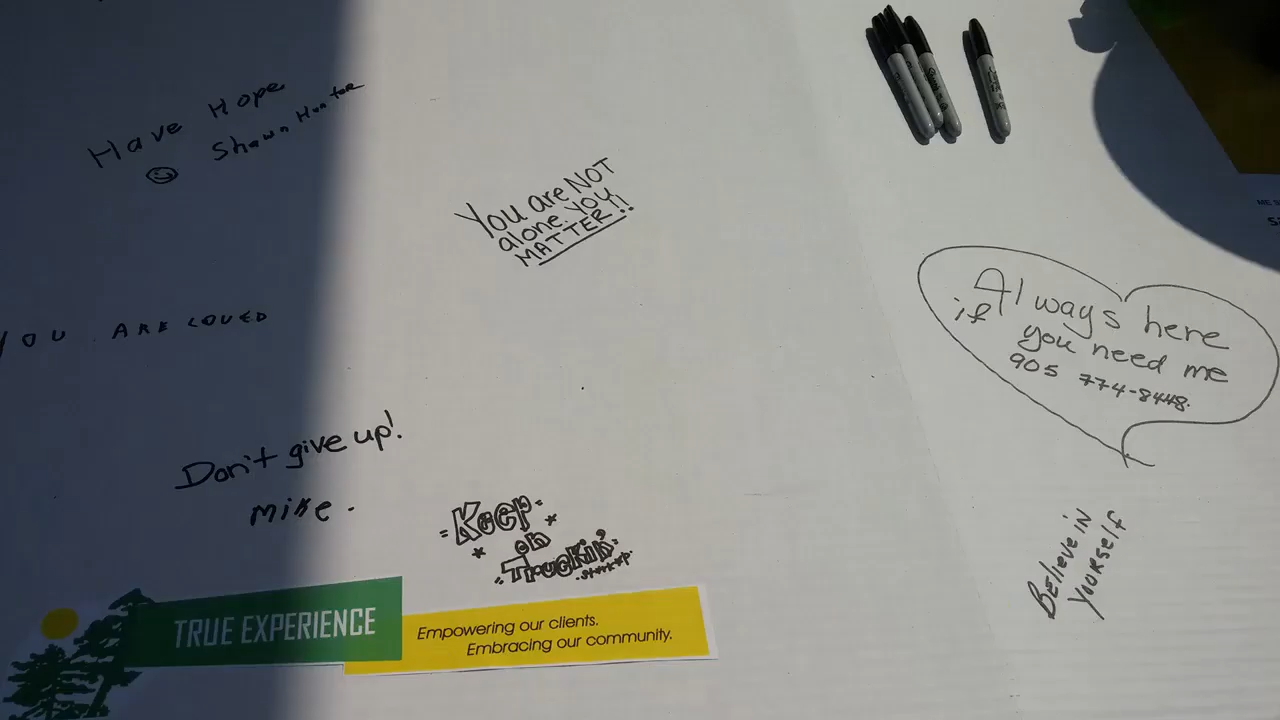 Have Hope
Shawn Hunter
You are NOT
alone. You
MATTER!!
YOU ARE LOVED
Always here
if you need me
905 774-8448.
Don't give up!
mike.
Keep
on
Truckin'
Believe in
Yourself
TRUE EXPERIENCE
Empowering our clients.
Embracing our community.